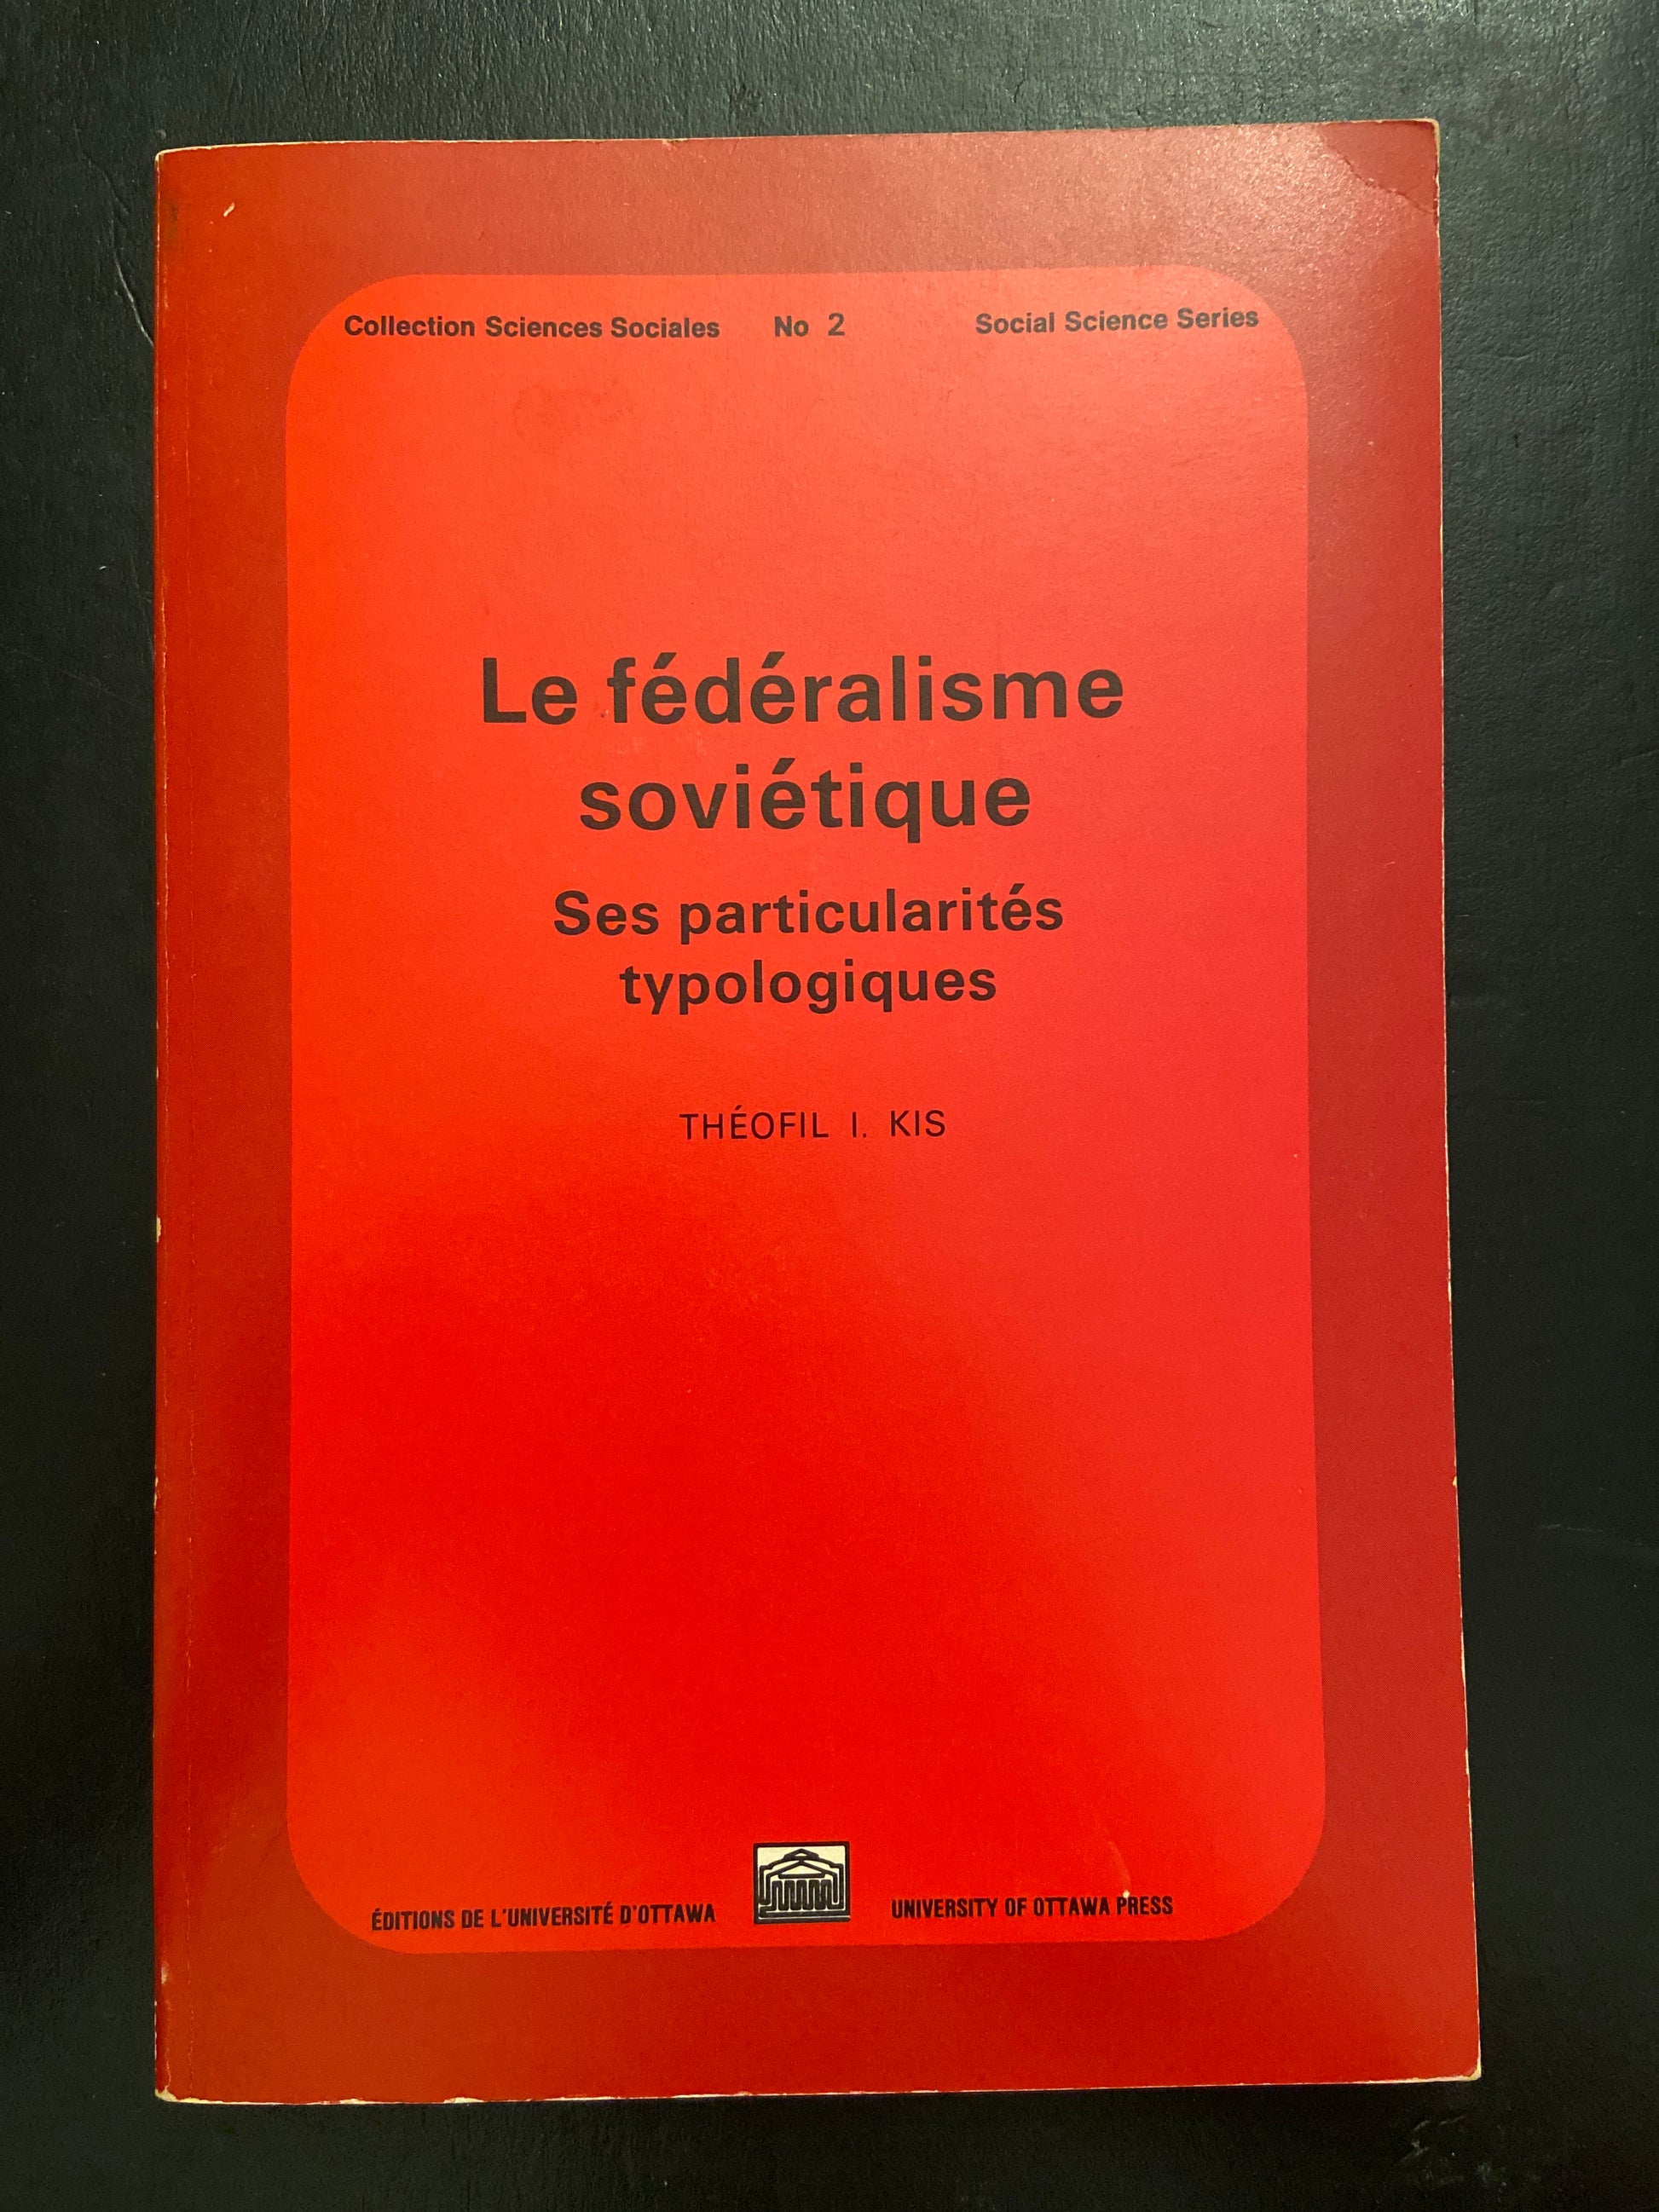 Collection Sciences Sociales No 2 Social Science Series
Le fédéralisme
soviétique
Ses particularités
typologiques
THÉOFIL I. KIS
ÉDITIONS DE L'UNIVERSITÉ D'OTTAWA UNIVERSITY OF OTTAWA PRESS